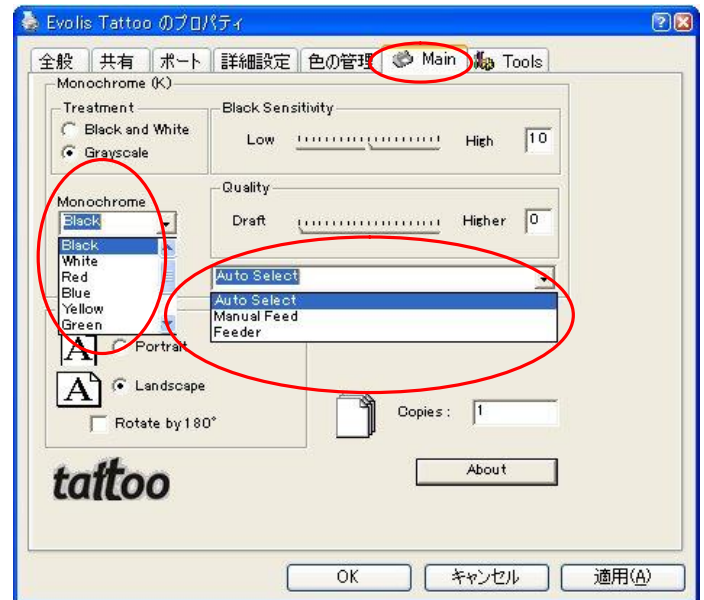 Evolis Tattoo のプロパティ
全般 共有 ポート 詳細設定 色の管理 Main Tools
Monochrome (K)
Treatment
Black and White
Grayscale
Black Sensitivity
Low High 10
Monochrome
Black
Black
White
Red
Blue
Yellow
Green
Quality
Draft Higher 0
Auto Select
Auto Select
Manual Feed
Feeder
A Portrait
A Landscape
Rotate by 180°
Copies : 1
tattoo
About
OK キャンセル 適用(A)